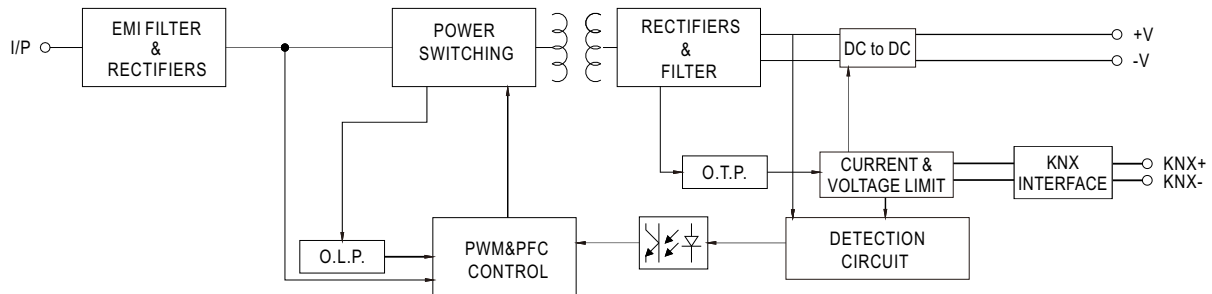 I/P
EMI FILTER
&
RECTIFIERS
POWER
SWITCHING
RECTIFIERS
&
FILTER
DC to DC
+V
-V
O.T.P.
CURRENT &
VOLTAGE LIMIT
KNX
INTERFACE
KNX+
KNX-
O.L.P.
PWM&PFC
CONTROL
DETECTION
CIRCUIT